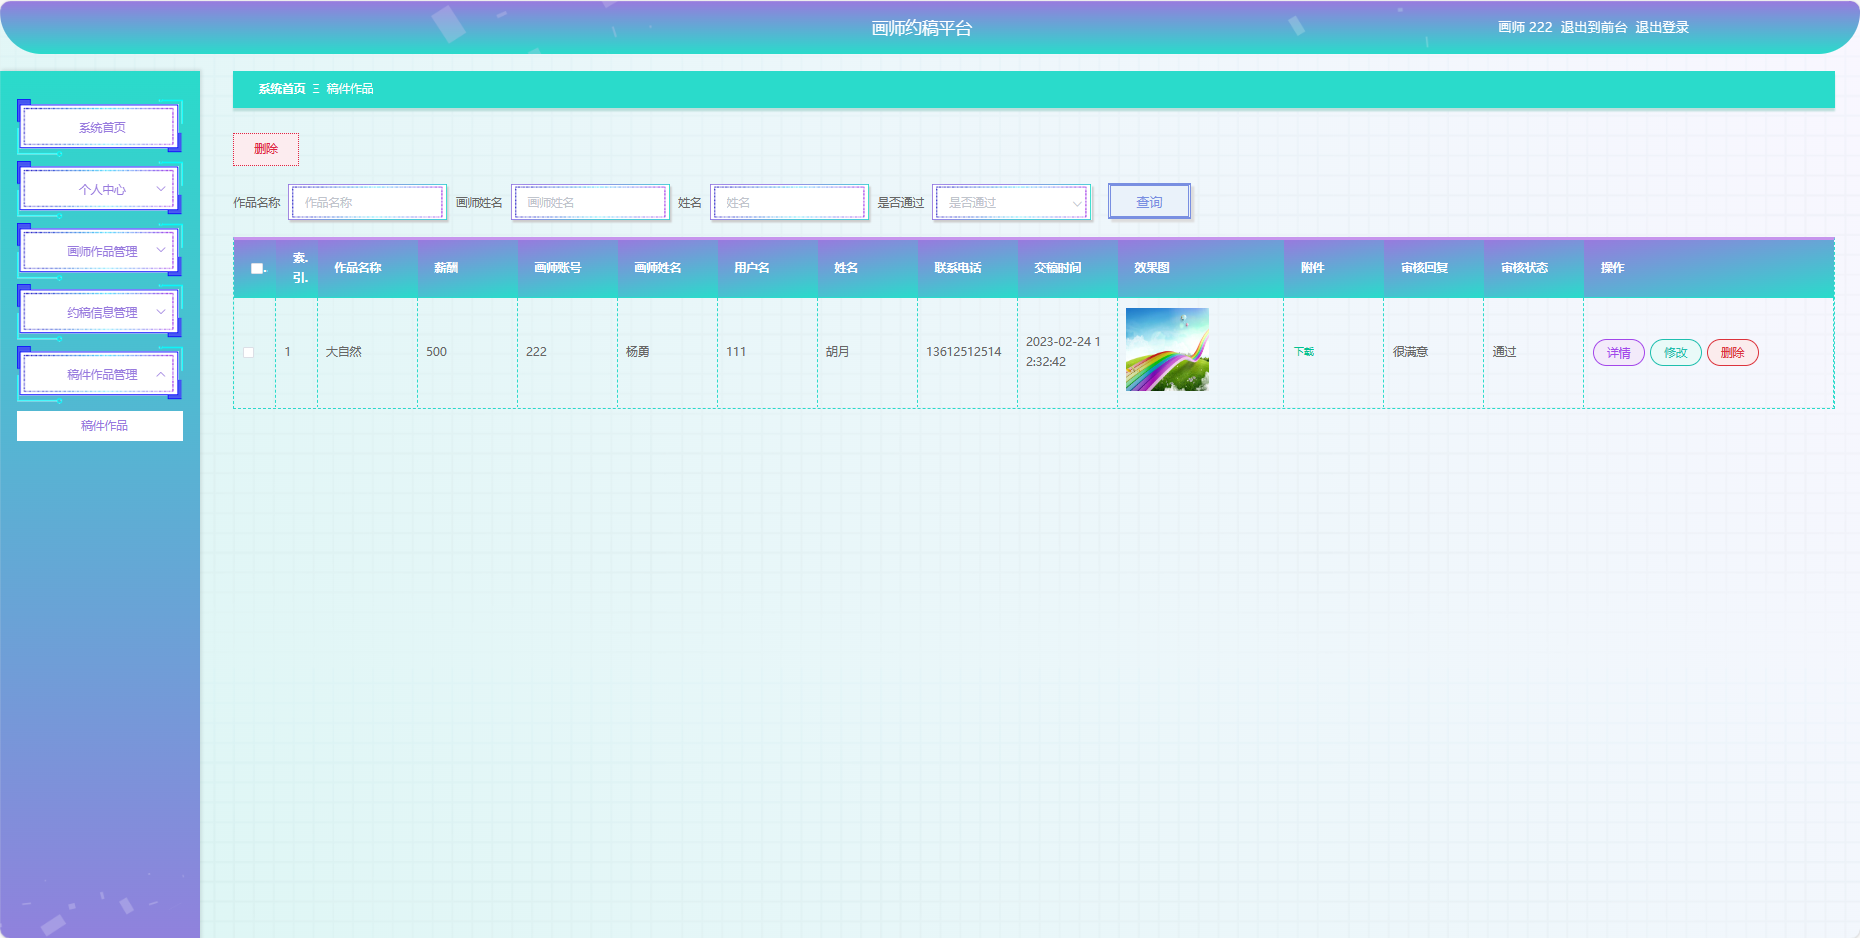 画师约稿平台
画师 222 退出到前台 退出登录
系统首页 Ξ 稿件作品
系统首页
个人中心
画师作品管理
约稿信息管理
稿件作品管理
稿件作品
删除
作品名称 作品名称 画师姓名 画师姓名 姓名 姓名 是否通过 是否通过 查询
索引 作品名称 薪酬 画师账号 画师姓名 用户名 姓名 联系电话 交稿时间 效果图 附件 审核回复 审核状态 操作
1 大自然 500 222 杨勇 111 胡月 13612512514 2023-02-24 1
2:32:42 下载 很满意 通过 详情 修改 删除